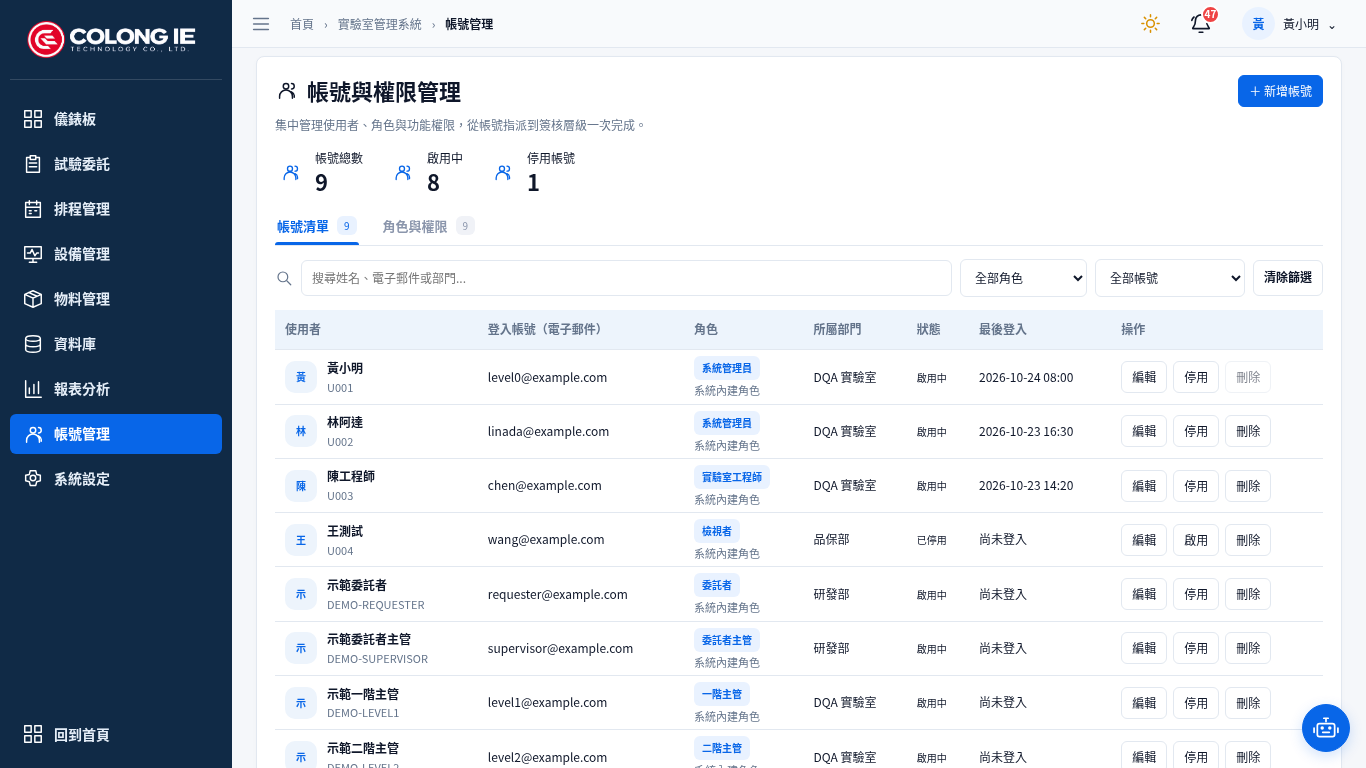 COLONG IE
TECHNOLOGY CO., LTD.
儀錶板
試驗委託
排程管理
設備管理
物料管理
資料庫
報表分析
帳號管理
系統設定
回到首頁
首頁 › 實驗室管理系統 › 帳號管理
47
黃 黃小明
帳號與權限管理
+ 新增帳號
集中管理使用者、角色與功能權限，從帳號指派到簽核層級一次完成。
帳號總數 啟用中 停用帳號
9 8 1
帳號清單 9 角色與權限 9
搜尋姓名、電子郵件或部門... 全部角色 全部帳號 清除篩選
使用者 登入帳號（電子郵件） 角色 所屬部門 狀態 最後登入 操作
黃 黃小明 U001 level0@example.com 系統管理員 系統內建角色 DQA 實驗室 啟用中 2026-10-24 08:00 編輯 停用 刪除
林 林阿達 U002 linada@example.com 系統管理員 系統內建角色 DQA 實驗室 啟用中 2026-10-23 16:30 編輯 停用 刪除
陳 陳工程師 U003 chen@example.com 實驗室工程師 系統內建角色 DQA 實驗室 啟用中 2026-10-23 14:20 編輯 停用 刪除
王 王測試 U004 wang@example.com 檢視者 系統內建角色 品保部 已停用 尚未登入 編輯 啟用 刪除
示 示範委託者 DEMO-REQUESTER requester@example.com 委託者 系統內建角色 研發部 啟用中 尚未登入 編輯 停用 刪除
示 示範委託者主管 DEMO-SUPERVISOR supervisor@example.com 委託者主管 系統內建角色 研發部 啟用中 尚未登入 編輯 停用 刪除
示 示範一階主管 DEMO-LEVEL1 level1@example.com 一階主管 系統內建角色 DQA 實驗室 啟用中 尚未登入 編輯 停用 刪除
示 示範二階主管 DEMO-LEVEL2 level2@example.com 二階主管 系統內建角色 DQA 實驗室 啟用中 尚未登入 編輯 停用 刪除